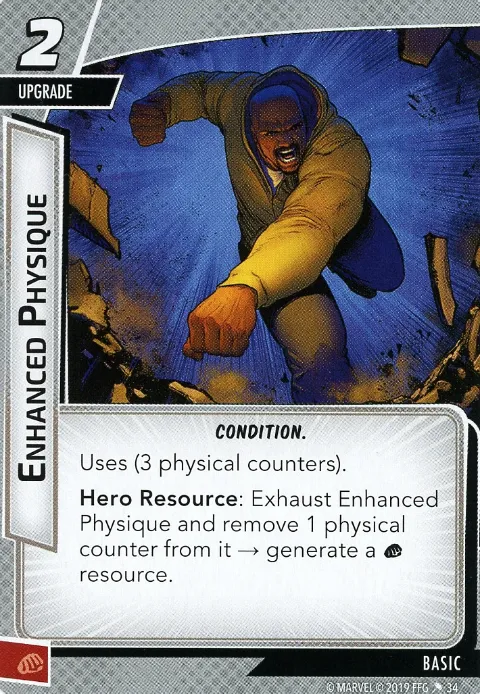 2
UPGRADE
ENHANCED PHYSIQUE
CONDITION.
Uses (3 physical counters).
Hero Resource: Exhaust Enhanced
Physique and remove 1 physical
counter from it → generate a
resource.
BASIC
© MARVEL © 2019 FFG 34